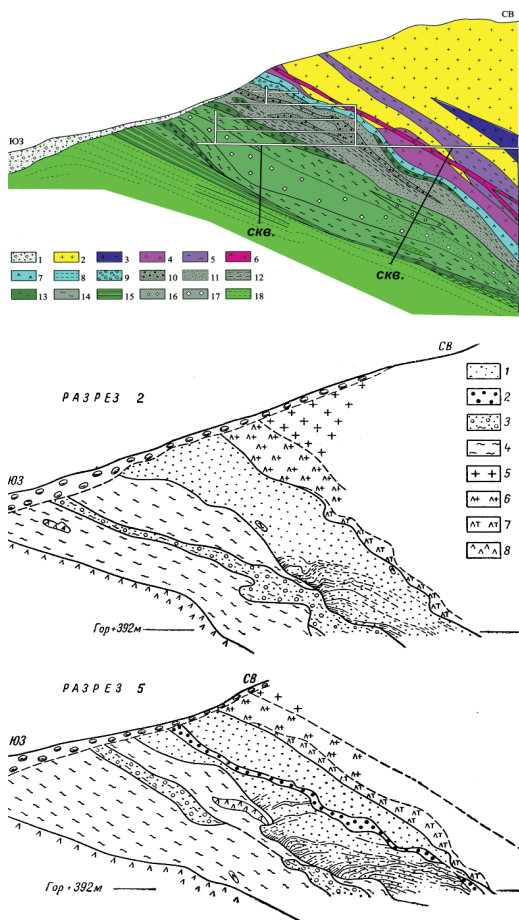 СВ
ЮЗ
скв.
скв.
1 2 3 4 5 6
7 8 9 10 11 12
13 14 15 16 17 18
СВ
РАЗРЕЗ 2
1
2
3
4
5
6
7
8
ЮЗ
Гор+392м
РАЗРЕЗ 5
СВ
ЮЗ
Гор+392м